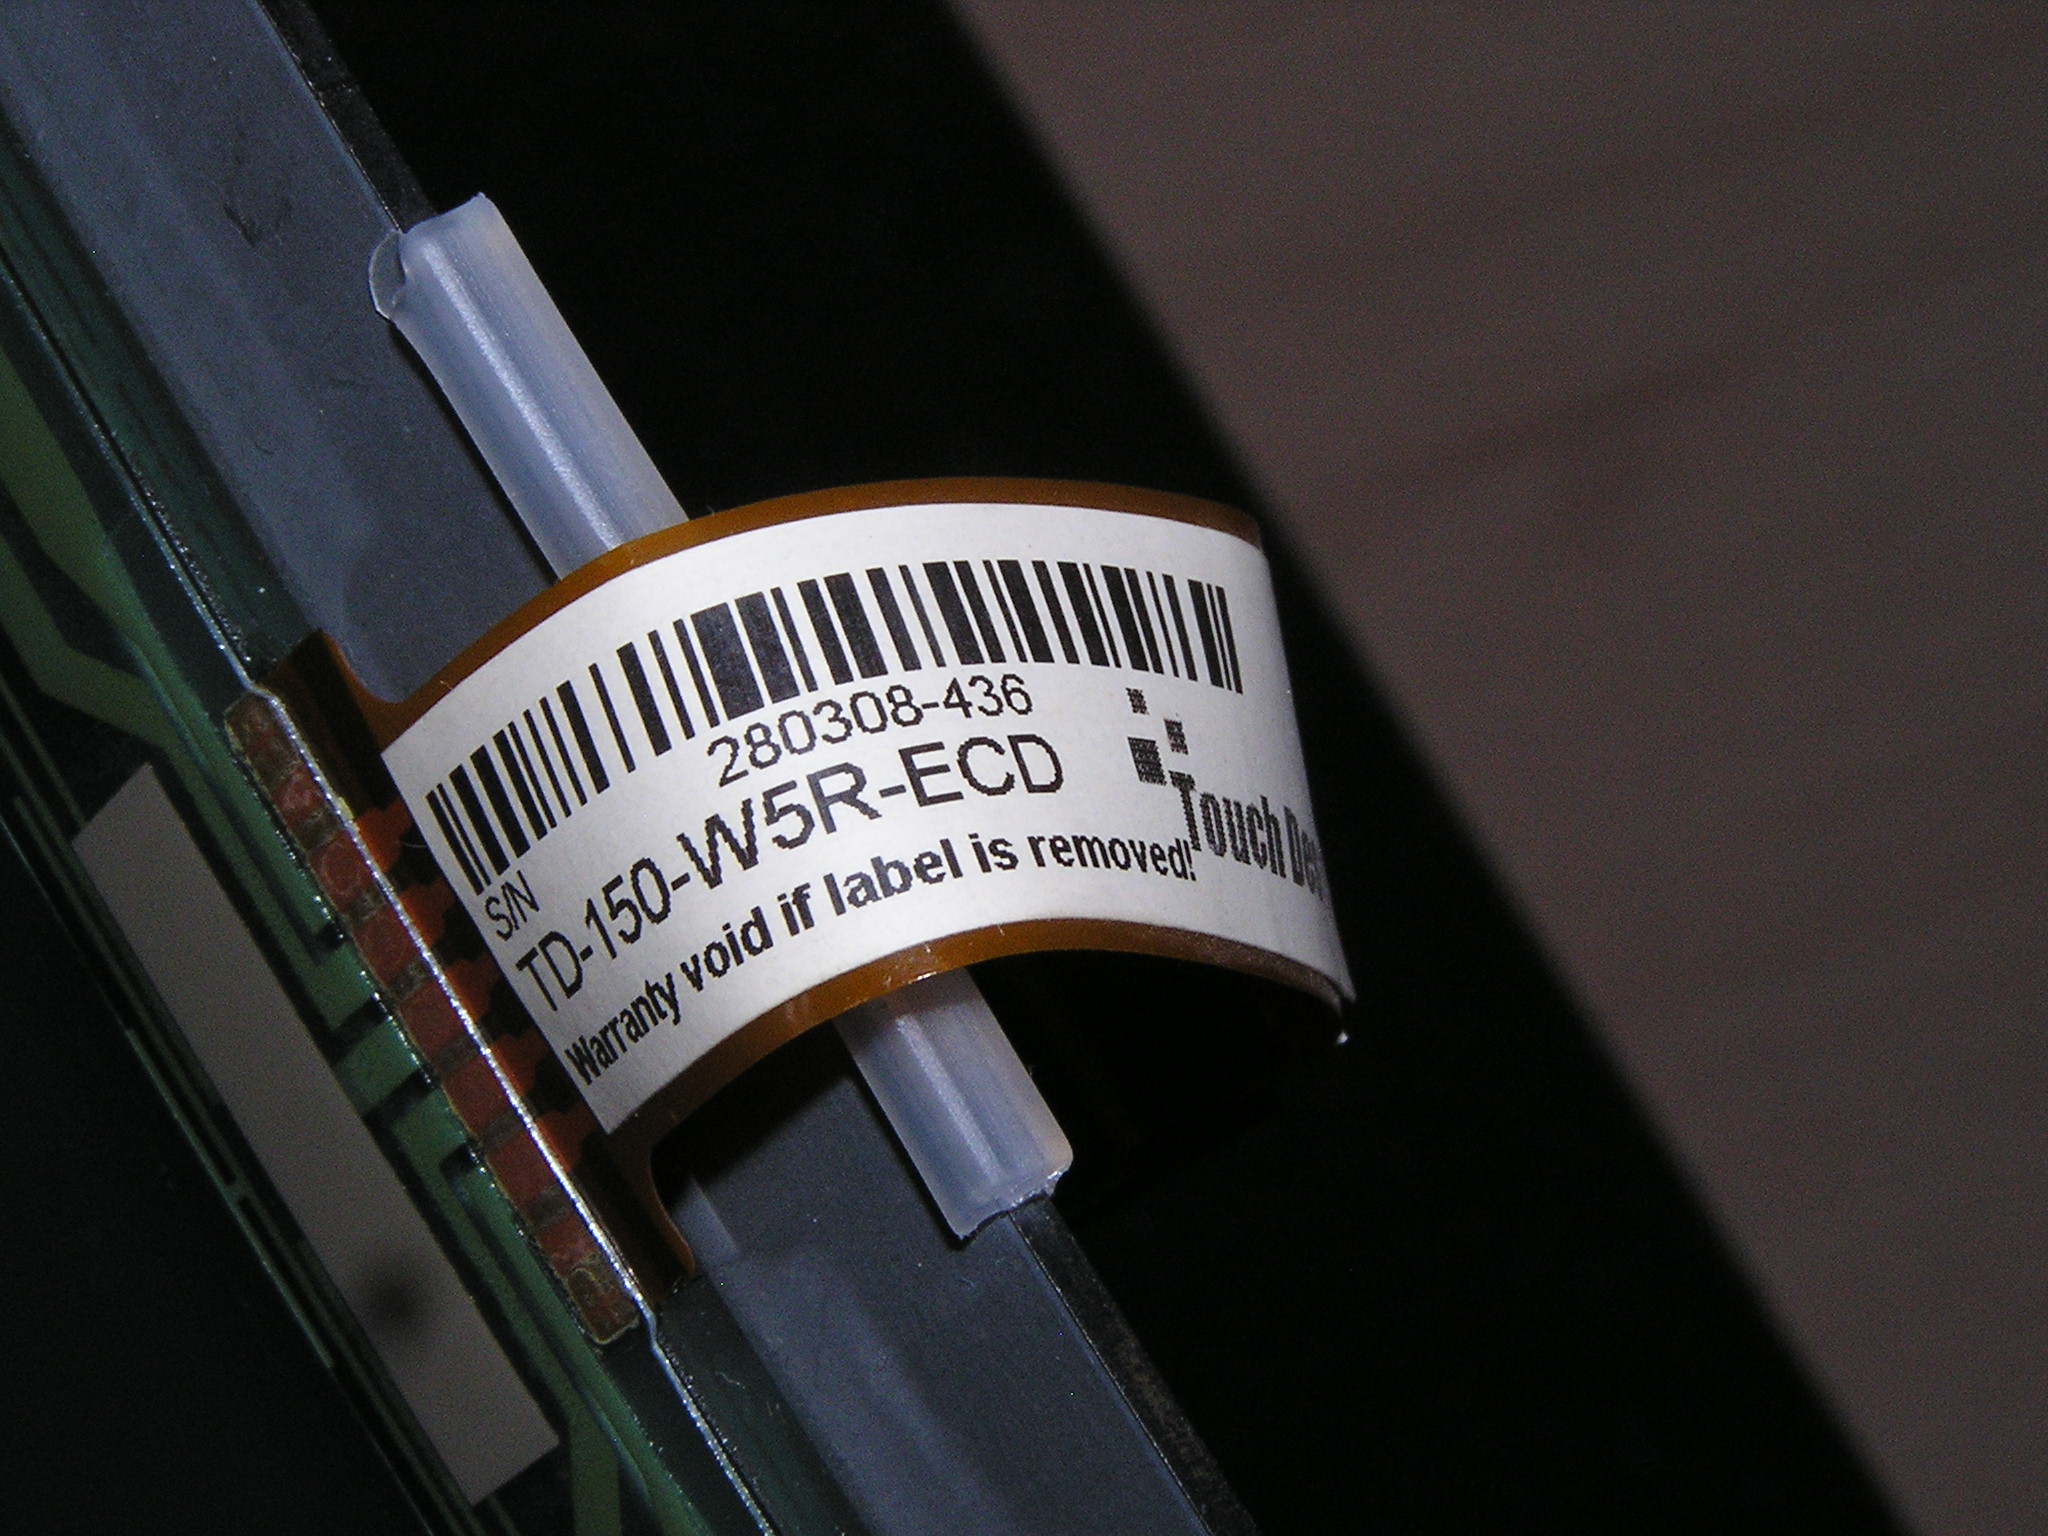 280308-436
S/N
TD-150-W5R-ECD
Touch
Warranty void if label is removed!